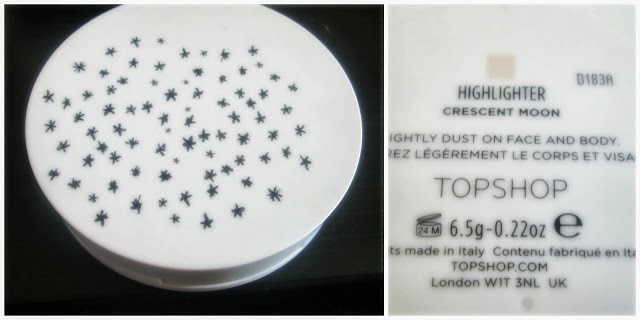 D183A
HIGHLIGHTER
CRESCENT MOON
IGHTLY DUST ON FACE AND BODY.
REZ LÉGÈREMENT LE CORPS ET VISA
TOPSHOP
24 M 6.5g-0.22oz e
ts made in Italy Contenu fabriqué en Ita
TOPSHOP.COM
London W1T 3NL UK